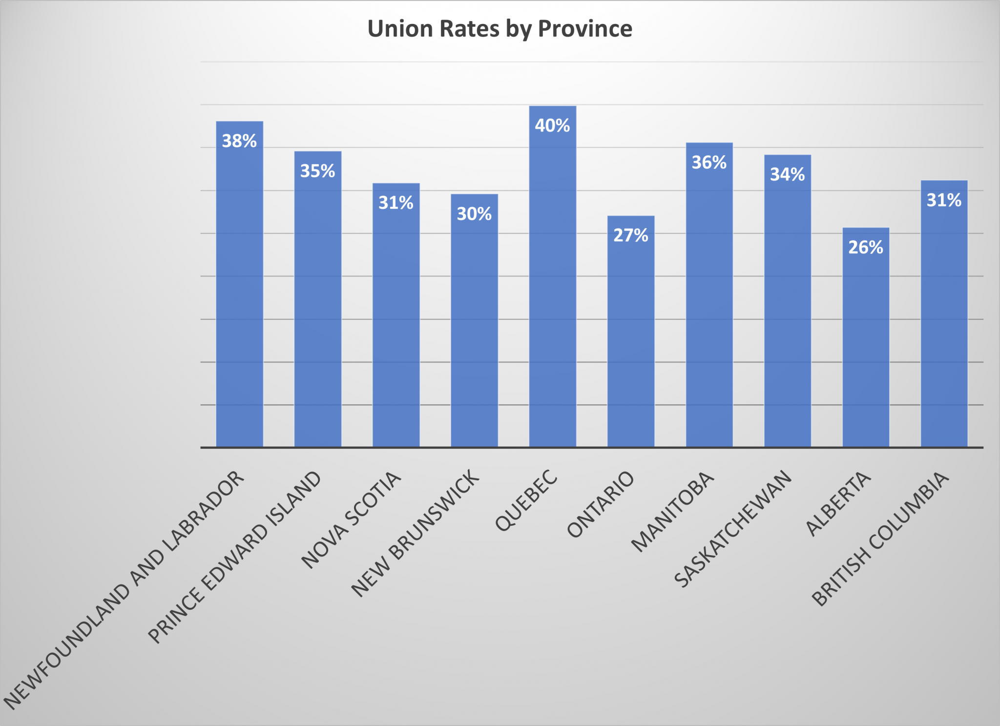 Union Rates by Province
38%
35%
31%
30%
40%
27%
36%
34%
26%
31%
NEWFOUNDLAND AND LABRADOR
PRINCE EDWARD ISLAND
NOVA SCOTIA
NEW BRUNSWICK
QUEBEC
ONTARIO
MANITOBA
SASKATCHEWAN
ALBERTA
BRITISH COLUMBIA